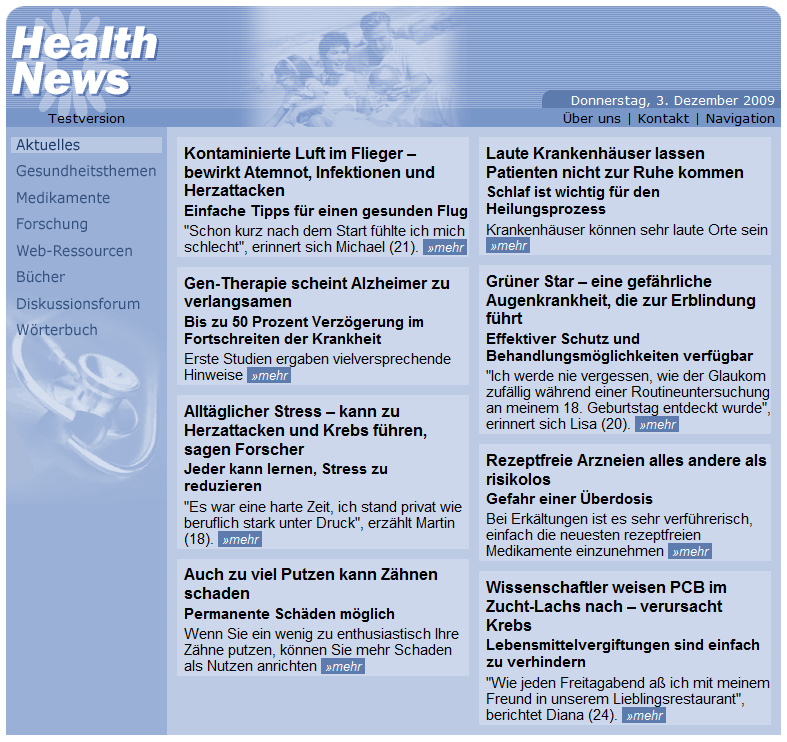 Health
News
Testversion
Donnerstag, 3. Dezember 2009
Über uns | Kontakt | Navigation
Aktuelles
Gesundheitsthemen
Medikamente
Forschung
Web-Ressourcen
Bücher
Diskussionsforum
Wörterbuch
Kontaminierte Luft im Flieger –
bewirkt Atemnot, Infektionen und
Herzattacken
Einfache Tipps für einen gesunden Flug
"Schon kurz nach dem Start fühlte ich mich
schlecht", erinnert sich Michael (21). »mehr
Gen-Therapie scheint Alzheimer zu
verlangsamen
Bis zu 50 Prozent Verzögerung im
Fortschreiten der Krankheit
Erste Studien ergaben vielversprechende
Hinweise »mehr
Alltäglicher Stress – kann zu
Herzattacken und Krebs führen,
sagen Forscher
Jeder kann lernen, Stress zu
reduzieren
"Es war eine harte Zeit, ich stand privat wie
beruflich stark unter Druck", erzählt Martin
(18). »mehr
Auch zu viel Putzen kann Zähnen
schaden
Permanente Schäden möglich
Wenn Sie ein wenig zu enthusiastisch Ihre
Zähne putzen, können Sie mehr Schaden
als Nutzen anrichten »mehr
Laute Krankenhäuser lassen
Patienten nicht zur Ruhe kommen
Schlaf ist wichtig für den
Heilungsprozess
Krankenhäuser können sehr laute Orte sein
»mehr
Grüner Star – eine gefährliche
Augenkrankheit, die zur Erblindung
führt
Effektiver Schutz und
Behandlungsmöglichkeiten verfügbar
"Ich werde nie vergessen, wie der Glaukom
zufällig während einer Routineuntersuchung
an meinem 18. Geburtstag entdeckt wurde",
erinnert sich Lisa (20). »mehr
Rezeptfreie Arzneien alles andere als
risikolos
Gefahr einer Überdosis
Bei Erkältungen ist es sehr verführerisch,
einfach die neuesten rezeptfreien
Medikamente einzunehmen »mehr
Wissenschaftler weisen PCB im
Zucht-Lachs nach – verursacht
Krebs
Lebensmittelvergiftungen sind einfach
zu verhindern
"Wie jeden Freitagabend aß ich mit meinem
Freund in unserem Lieblingsrestaurant",
berichtet Diana (24). »mehr